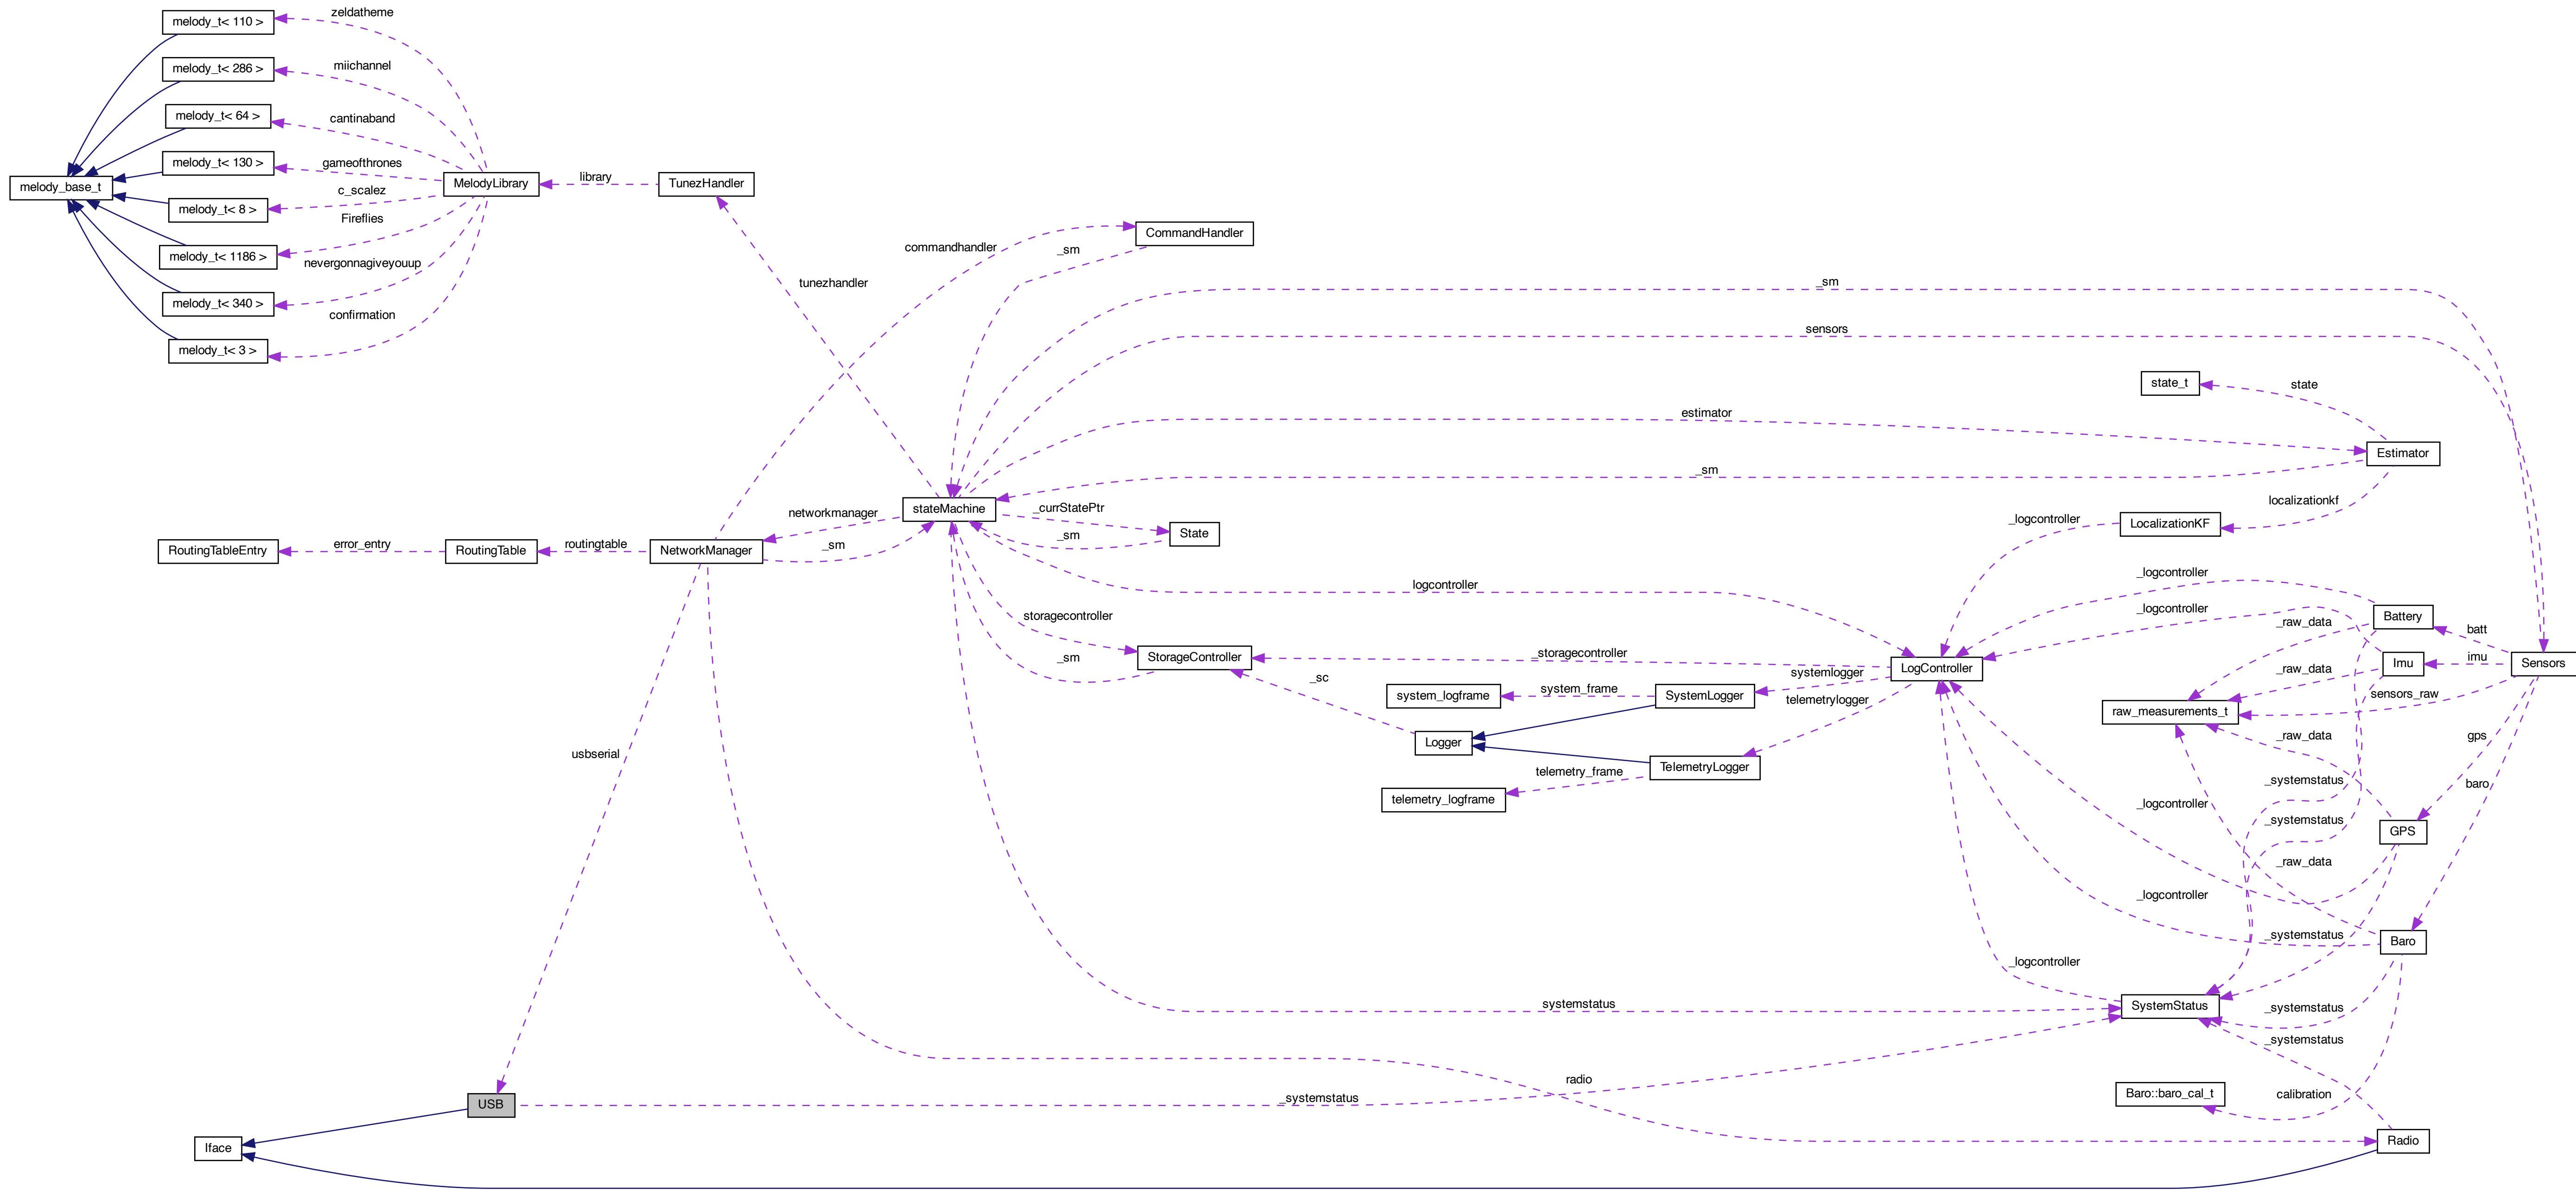 zeldatheme
melody_t< 110 >
miichannel
melody_t< 286 >
cantinaband
melody_t< 64 >
gameofthrones
melody_t< 130 >
melody_base_t
MelodyLibrary
library
TunezHandler
c_scalez
melody_t< 8 >
Fireflies
melody_t< 1186 >
nevergonnagiveyouup
melody_t< 340 >
confirmation
melody_t< 3 >
commandhandler
CommandHandler
_sm
tunezhandler
_sm
sensors
state_t
state
estimator
Estimator
_sm
localizationkf
networkmanager
stateMachine
_currStatePtr
State
_sm
_sm
_logcontroller
LocalizationKF
RoutingTableEntry
error_entry
RoutingTable
routingtable
NetworkManager
logcontroller
_logcontroller
storagecontroller
_logcontroller
Battery
_raw_data
batt
_sm
StorageController
_storagecontroller
LogController
_raw_data
Imu
imu
Sensors
_sc
system_logframe
system_frame
SystemLogger
systemlogger
telemetrylogger
raw_measurements_t
sensors_raw
Logger
_raw_data
gps
usbserial
TelemetryLogger
telemetry_frame
telemetry_logframe
_systemstatus
baro
_logcontroller
_systemstatus
GPS
_raw_data
_logcontroller
_systemstatus
Baro
_logcontroller
systemstatus
SystemStatus
_systemstatus
_systemstatus
radio
USB
_systemstatus
Baro::baro_cal_t
calibration
Iface
Radio